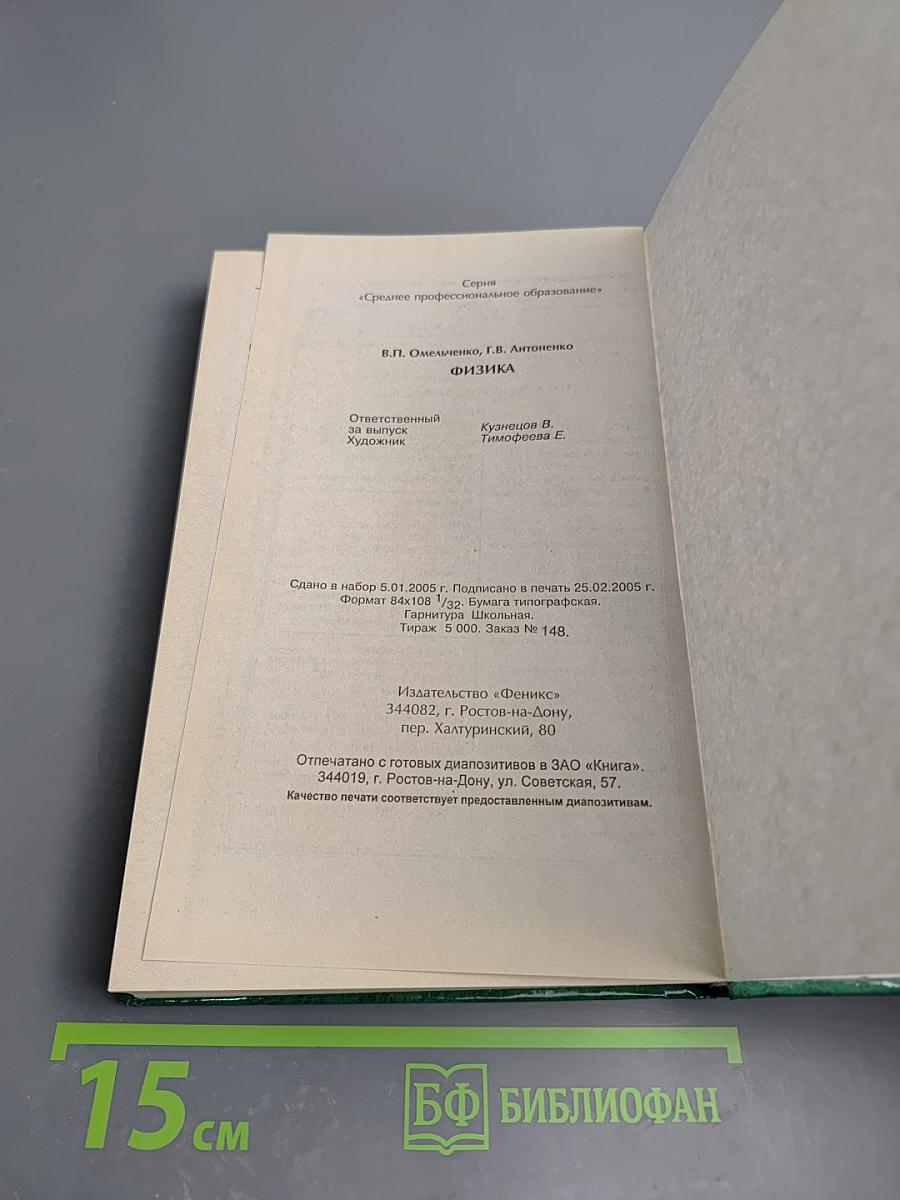 Серия
«Среднее профессиональное образование»
В.П. Омельченко, Г.В. Антоненко
ФИЗИКА
Ответственный
за выпуск Кузнецов В.
Художник Тимофеева Е.
Сдано в набор 5.01.2005 г. Подписано в печать 25.02.2005 г.
Формат 84x108 1/32. Бумага типографская.
Гарнитура Школьная.
Тираж 5 000. Заказ № 148.
Издательство «Феникс»
344082, г. Ростов-на-Дону,
пер. Халтуринский, 80
Отпечатано с готовых диапозитивов в ЗАО «Книга».
344019, г. Ростов-на-Дону, ул. Советская, 57.
Качество печати соответствует предоставленным диапозитивам.
15 см
БФ БИБЛИОФАН